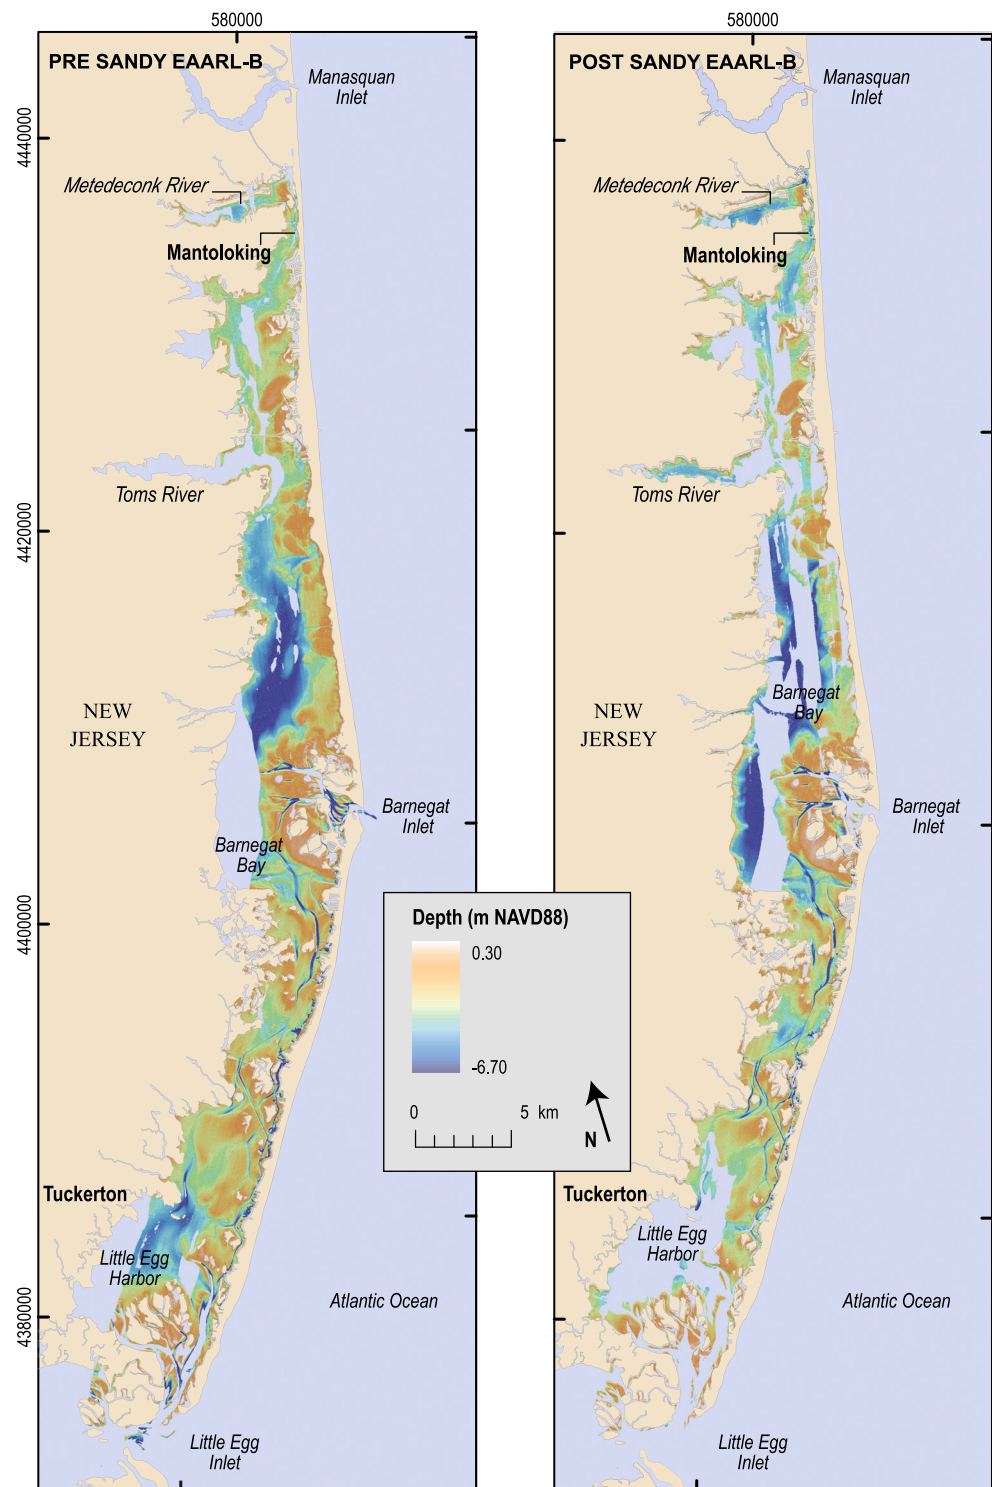 580000
580000
PRE SANDY EAARL-B
POST SANDY EAARL-B
Manasquan
Inlet
Manasquan
Inlet
4440000
Metedeconk River
Metedeconk River
Mantoloking
Mantoloking
Toms River
Toms River
4420000
NEW
JERSEY
Barnegat
Bay
NEW
JERSEY
Barnegat
Inlet
Barnegat
Inlet
Barnegat
Bay
4400000
Depth (m NAVD88)
0.30
-6.70
0 5 km
N
Tuckerton
Tuckerton
Little Egg
Harbor
Little Egg
Harbor
Atlantic Ocean
Atlantic Ocean
4380000
Little Egg
Inlet
Little Egg
Inlet